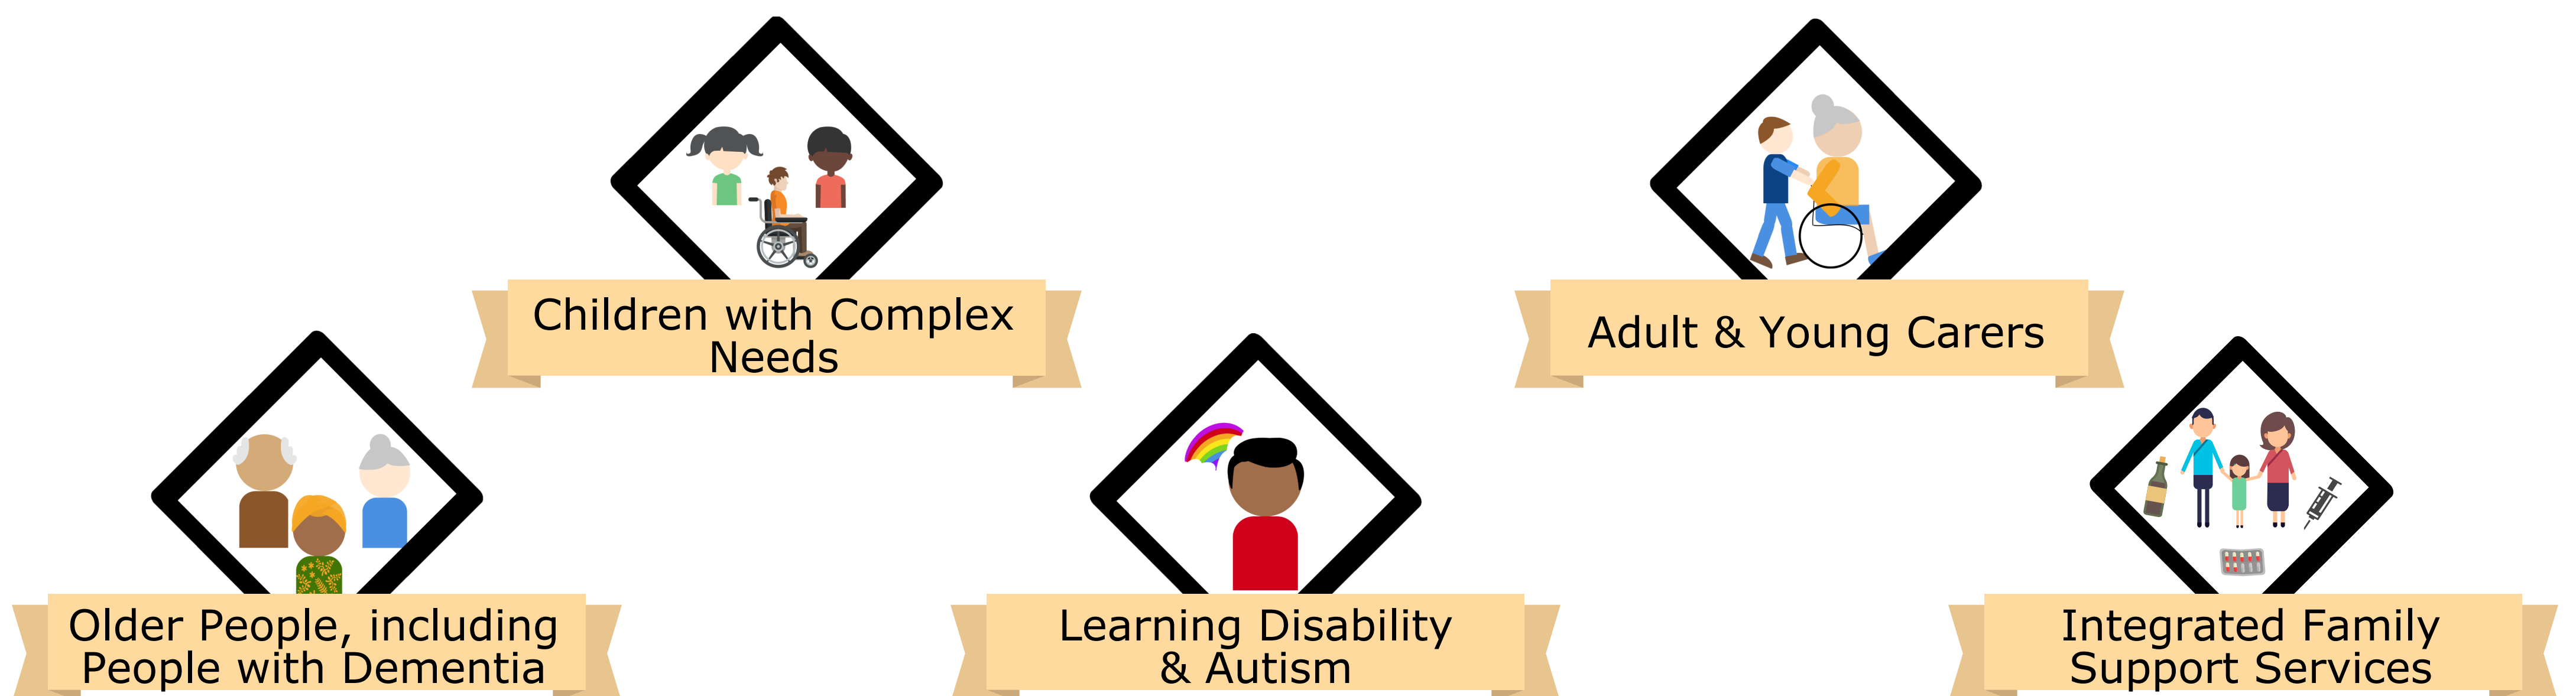 Children with Complex
Needs
Adult & Young Carers
Older People, including
People with Dementia
Learning Disability
& Autism
Integrated Family
Support Services